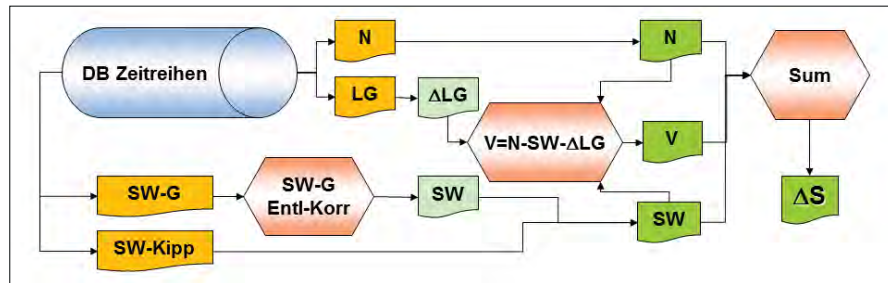 N
N
DB Zeitreihen
Sum
LG
ΔLG
V=N-SW-ΔLG
V
SW-G
SW-G
Entl-Korr
SW
ΔS
SW
SW-Kipp